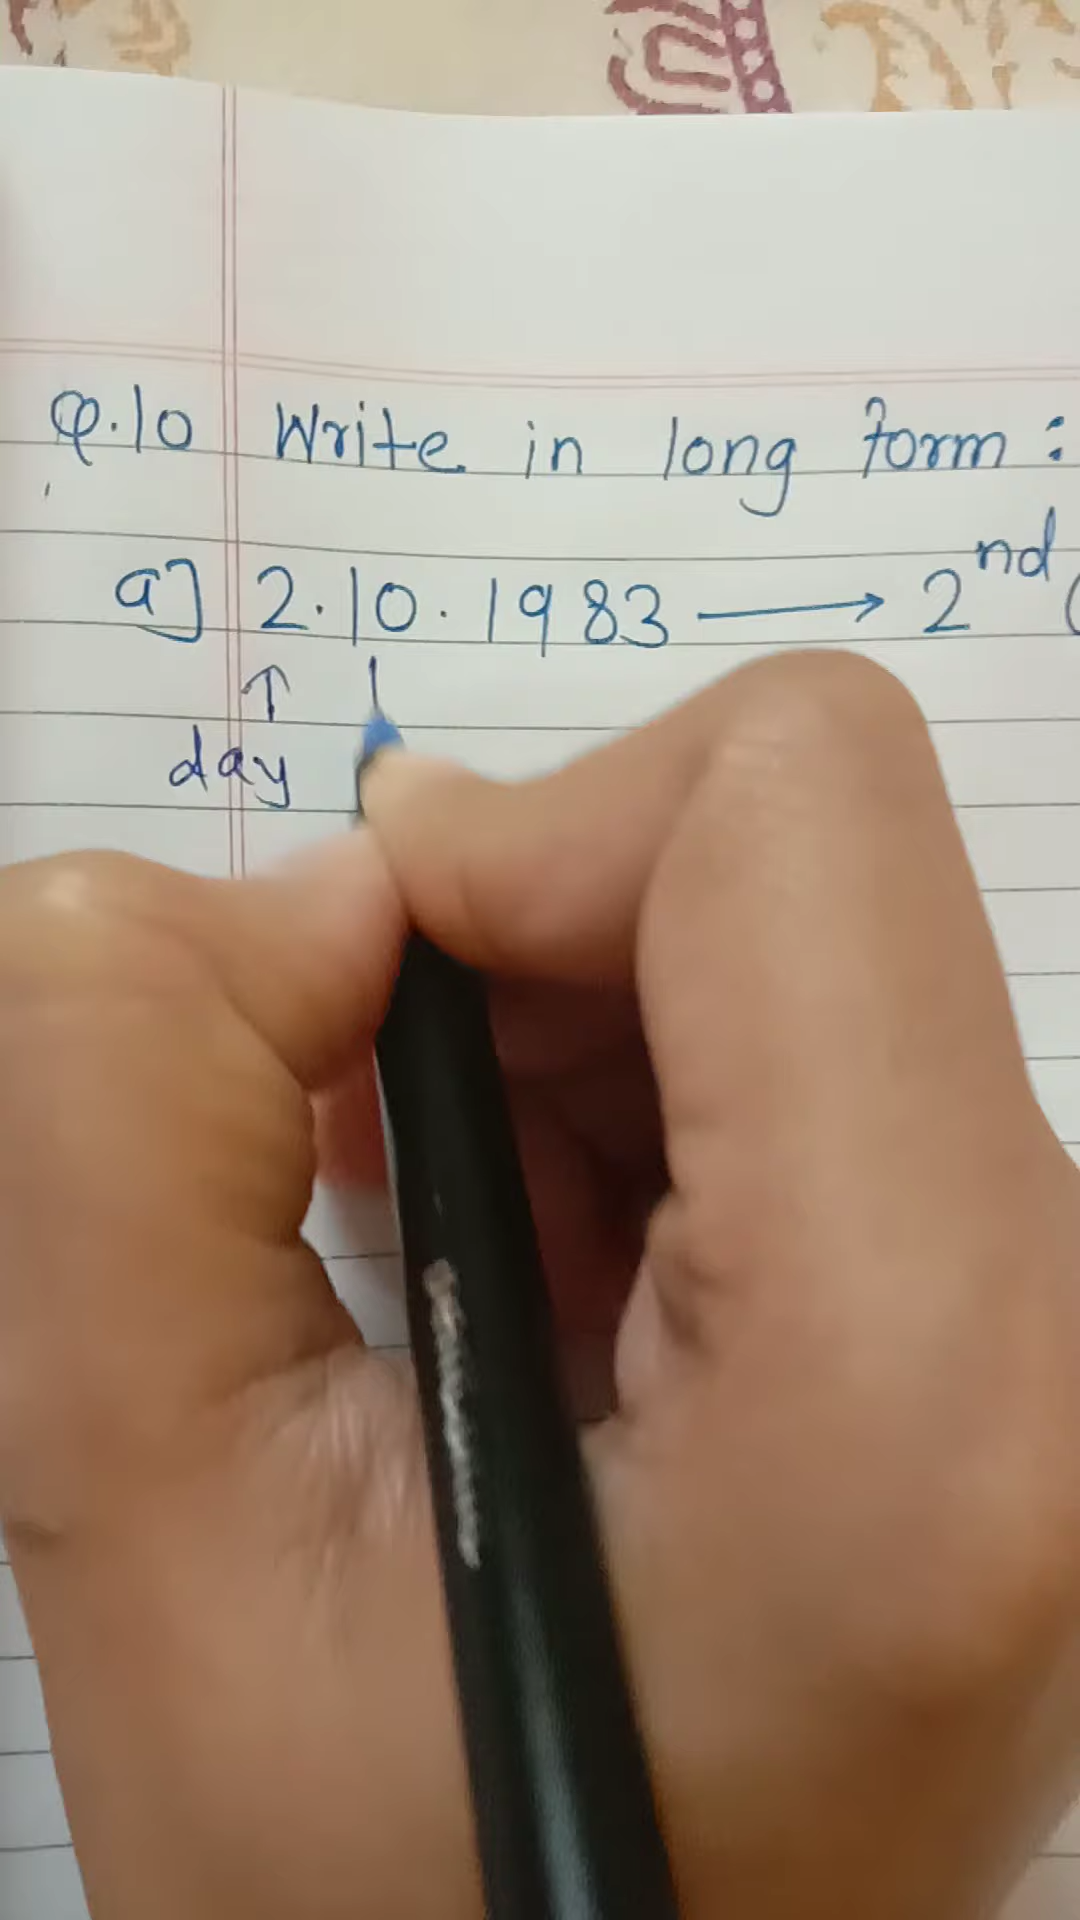 Q.10 Write in long form:
a] 2.10.1983 → 2nd
day